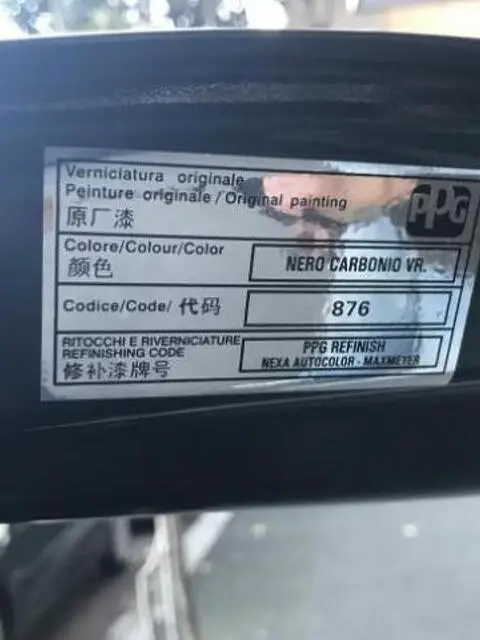 Verniciatura originale
Peinture originale / Original painting
原厂漆
PPG
Colore/Colour/Color
颜色
NERO CARBONIO VR.
Codice/Code/ 代码
876
RITOCCHI E RIVERNICIATURE
REFINISHING CODE
修补漆牌号
PPG REFINISH
NEXA AUTOCOLOR - MAXMEYER